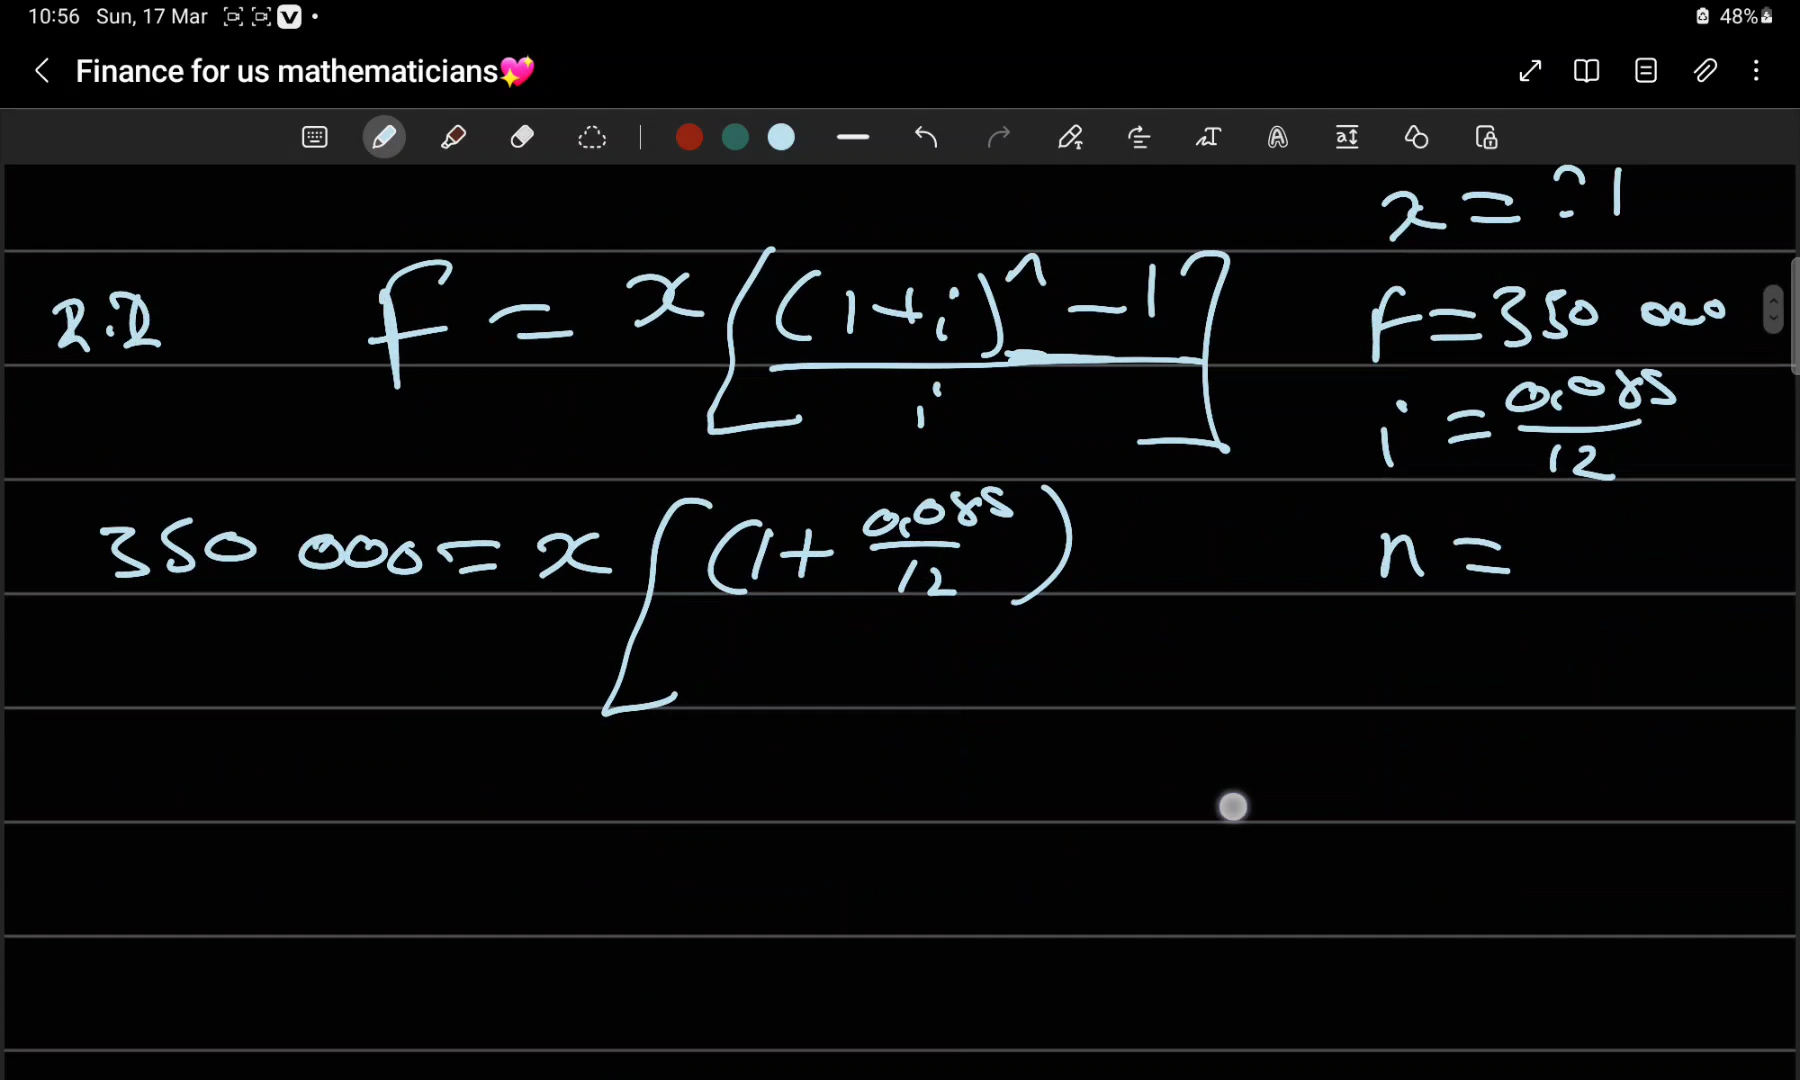 10:56 Sun, 17 Mar 48%
Finance for us mathematicians💖
x = ?
2.2 F = x[((1+i)^n - 1)/i] F = 350 000
i = 0,085/12
350 000 = x[(1 + 0,085/12) n =